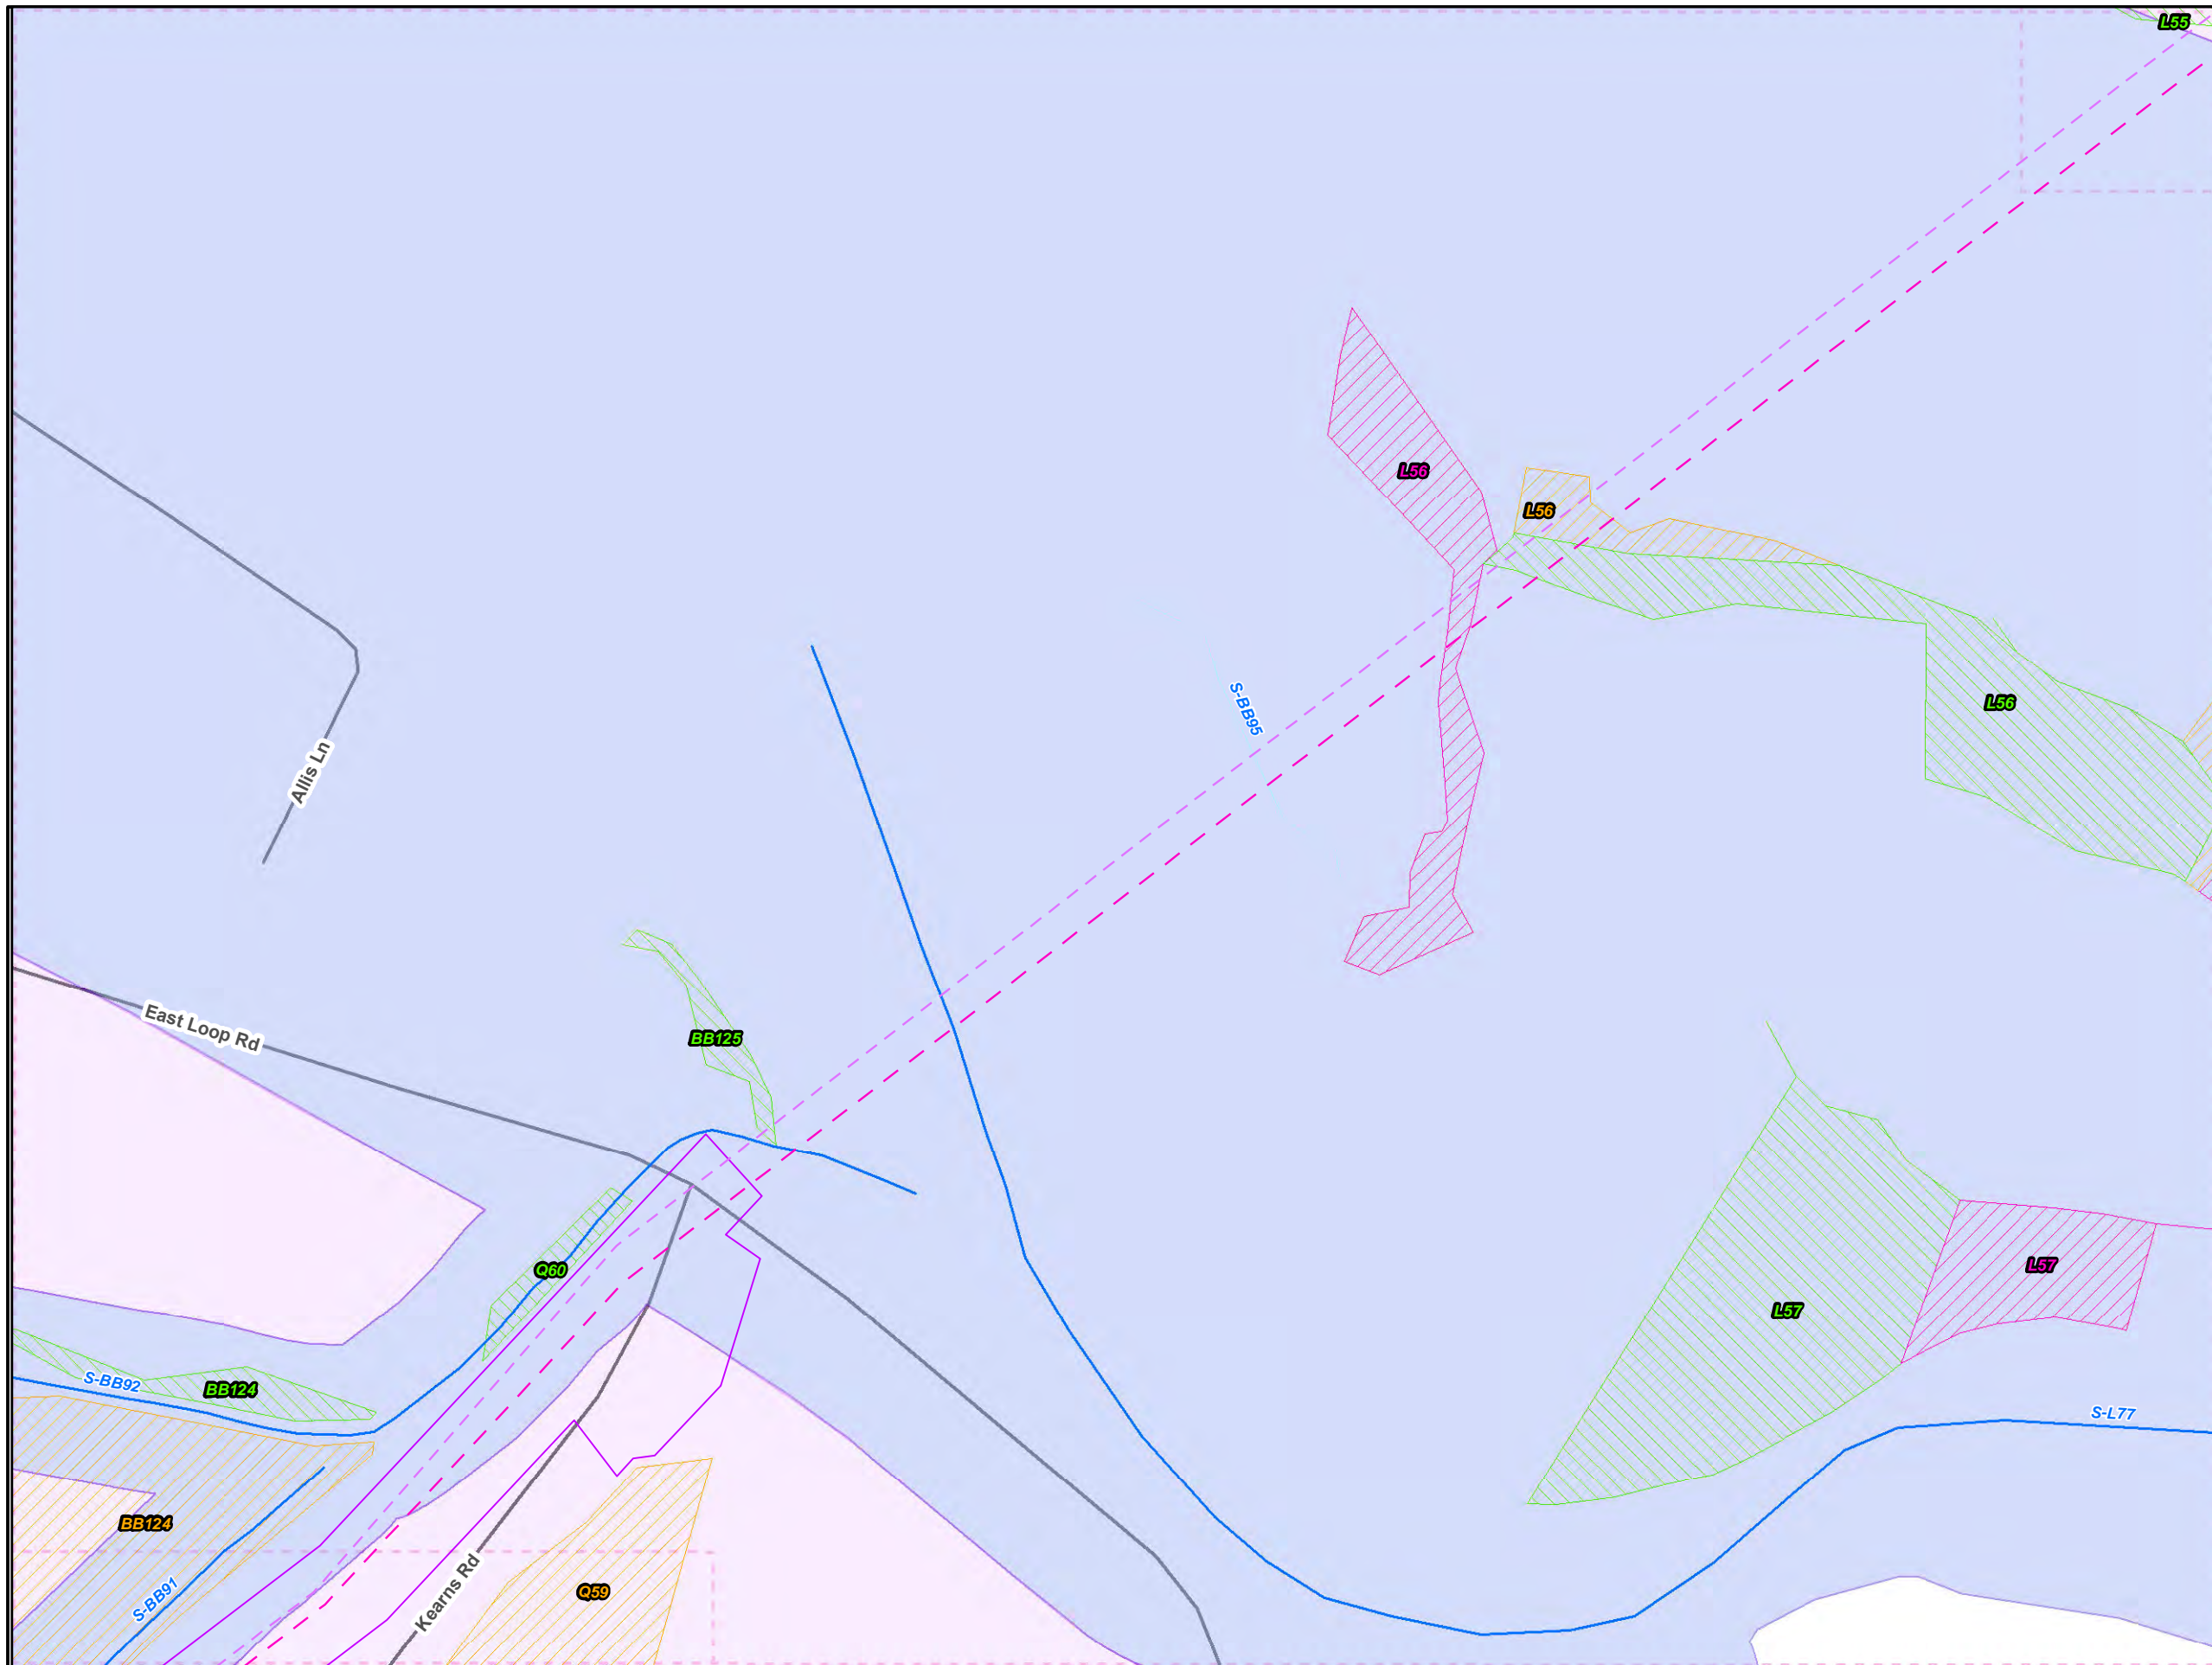 L55
L56
L56
S-BB95
L56
Allis Ln
East Loop Rd
BB125
Q60
L57
L57
S-BB92
BB124
S-L77
BB124
S-BB91
Kearns Rd
Q59